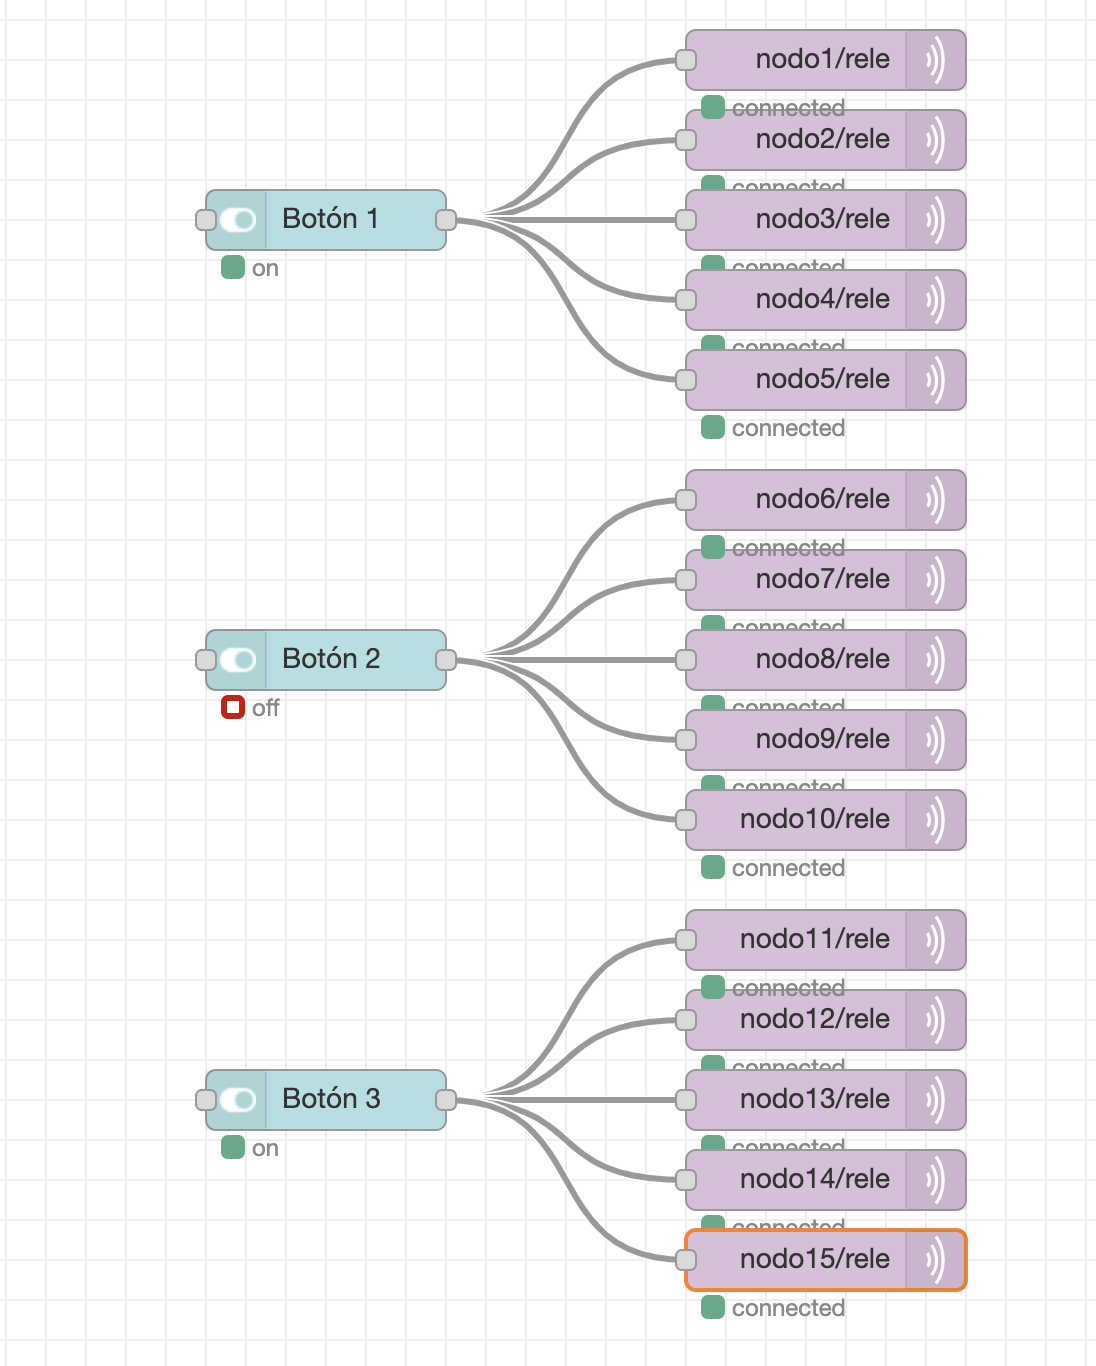 nodo1/rele
connected
nodo2/rele
connected
Botón 1
nodo3/rele
on
connected
nodo4/rele
connected
nodo5/rele
connected
nodo6/rele
connected
nodo7/rele
connected
Botón 2
nodo8/rele
off
connected
nodo9/rele
connected
nodo10/rele
connected
nodo11/rele
connected
nodo12/rele
connected
Botón 3
nodo13/rele
on
connected
nodo14/rele
connected
nodo15/rele
connected